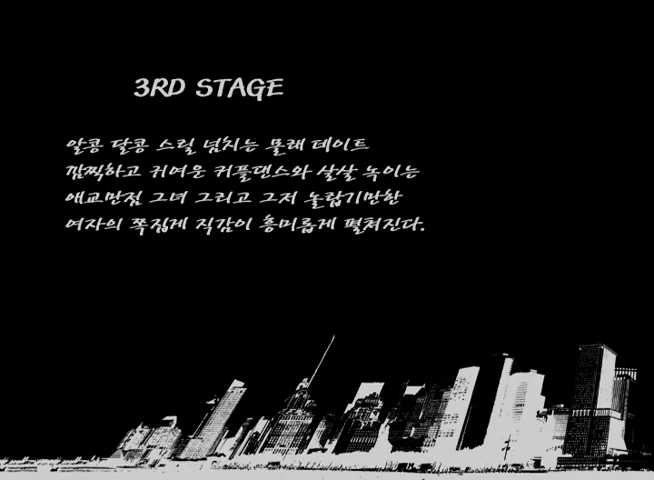 3RD STAGE
알콩 달콩 스릴 넘치는 몰래 데이트
깜찍하고 귀여운 커플댄스와 살살 녹이는
애교만점 그녀 그리고 그저 놀랍기만한
여자의 쪽집게 직감이 흥미롭게 펼쳐진다.